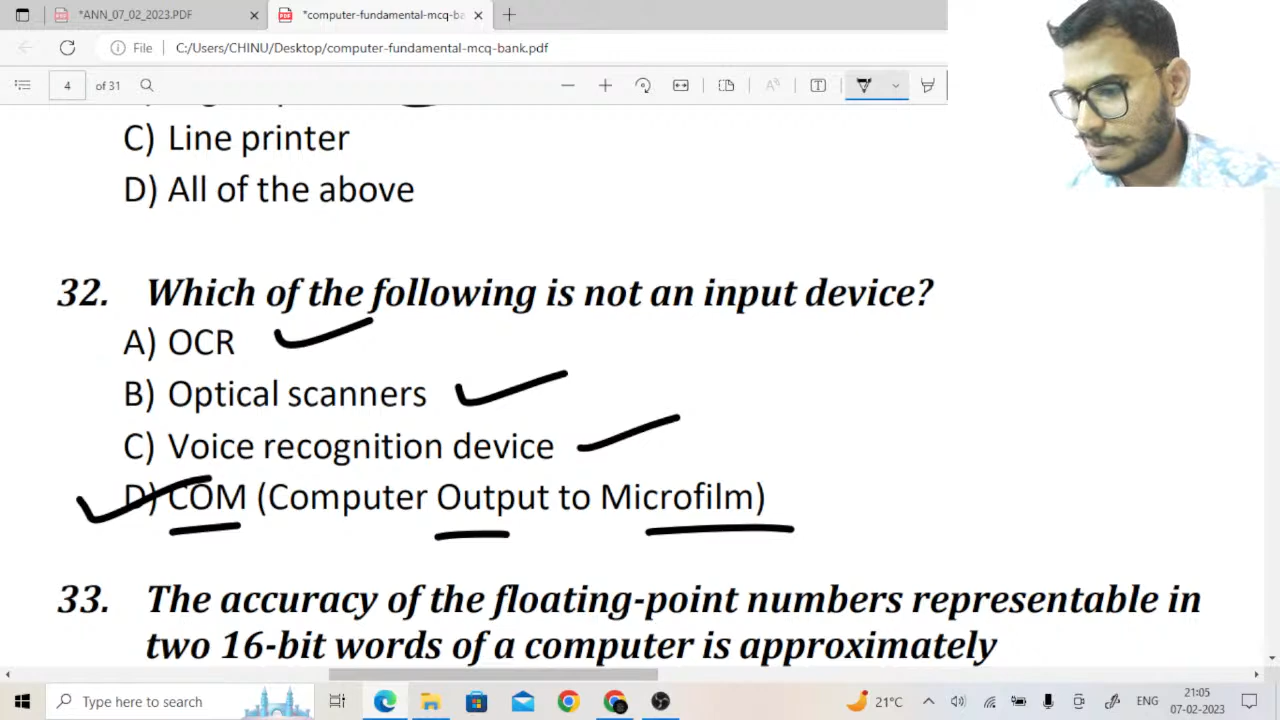 *ANN_07_02_2023.PDF
*computer-fundamental-mcq-ba
File
C:/Users/CHINU/Desktop/computer-fundamental-mcq-bank.pdf
4 of 31
C) Line printer
D) All of the above
32. Which of the following is not an input device?
A) OCR
B) Optical scanners
C) Voice recognition device
D) COM (Computer Output to Microfilm)
33. The accuracy of the floating-point numbers representable in
two 16-bit words of a computer is approximately
Type here to search
21°C
ENG
21:05
07-02-2023